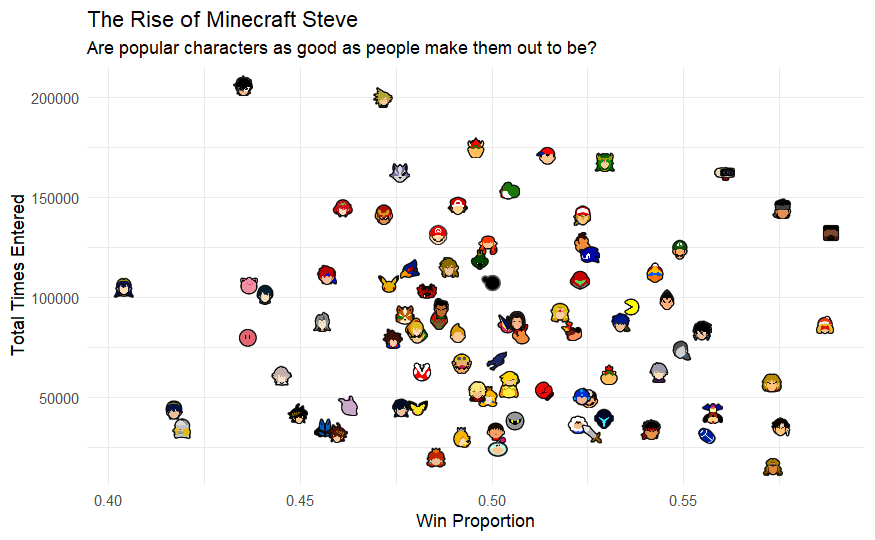 The Rise of Minecraft Steve
Are popular characters as good as people make them out to be?
200000
150000
100000
50000
Total Times Entered
0.40 0.45 0.50 0.55
Win Proportion